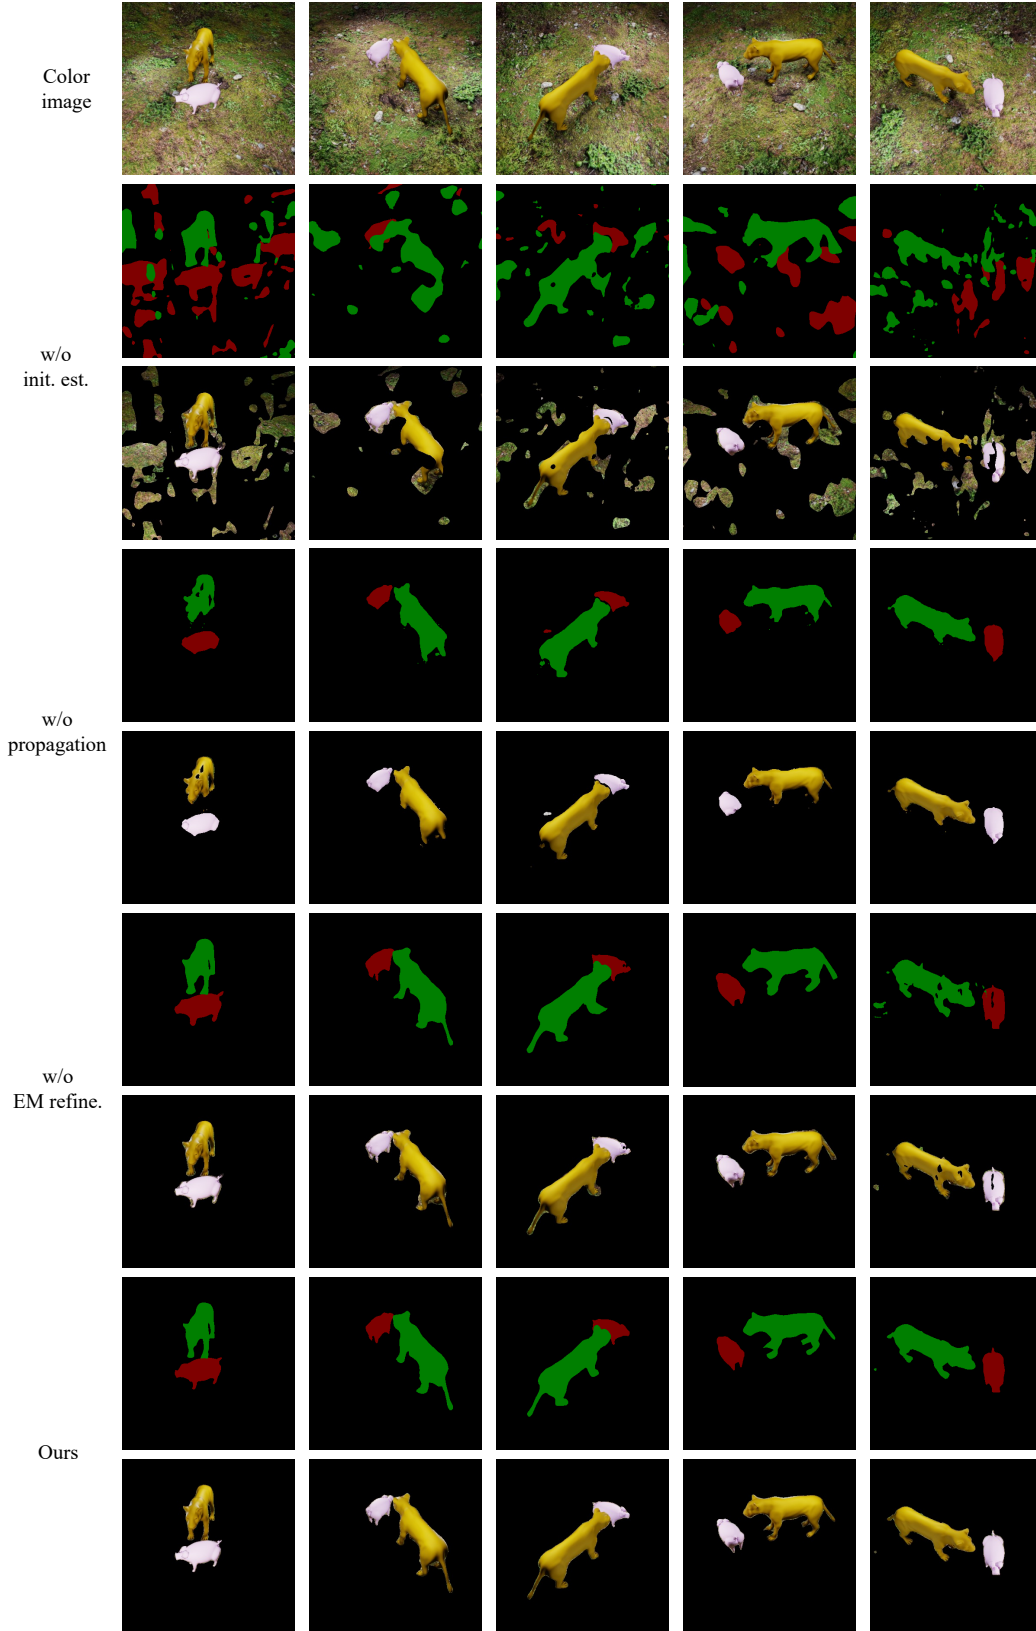 Color
image
w/o
init. est.
w/o
propagation
w/o
EM refine.
Ours